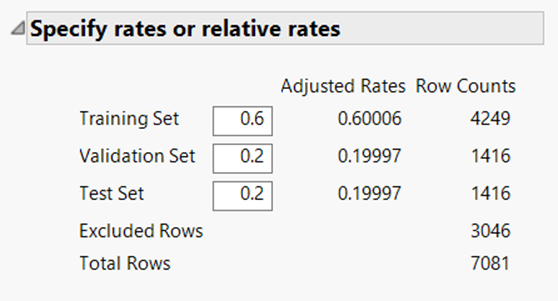 Specify rates or relative rates
Adjusted Rates Row Counts
Training Set 0.6 0.60006 4249
Validation Set 0.2 0.19997 1416
Test Set 0.2 0.19997 1416
Excluded Rows 3046
Total Rows 7081